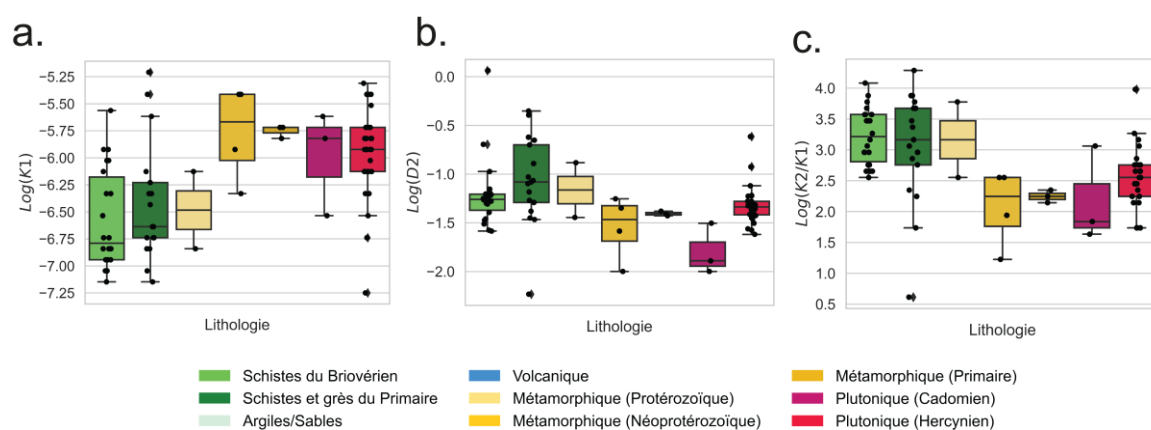 a.
Log(K1)
−5.25
−5.50
−5.75
−6.00
−6.25
−6.50
−6.75
−7.00
−7.25
Lithologie
b.
Log(D2)
0.0
−0.5
−1.0
−1.5
−2.0
Lithologie
c.
Log(K2/K1)
4.0
3.5
3.0
2.5
2.0
1.5
1.0
0.5
Lithologie
Schistes du Briovérien
Schistes et grès du Primaire
Argiles/Sables
Volcanique
Métamorphique (Protérozoïque)
Métamorphique (Néoprotérozoïque)
Métamorphique (Primaire)
Plutonique (Cadomien)
Plutonique (Hercynien)